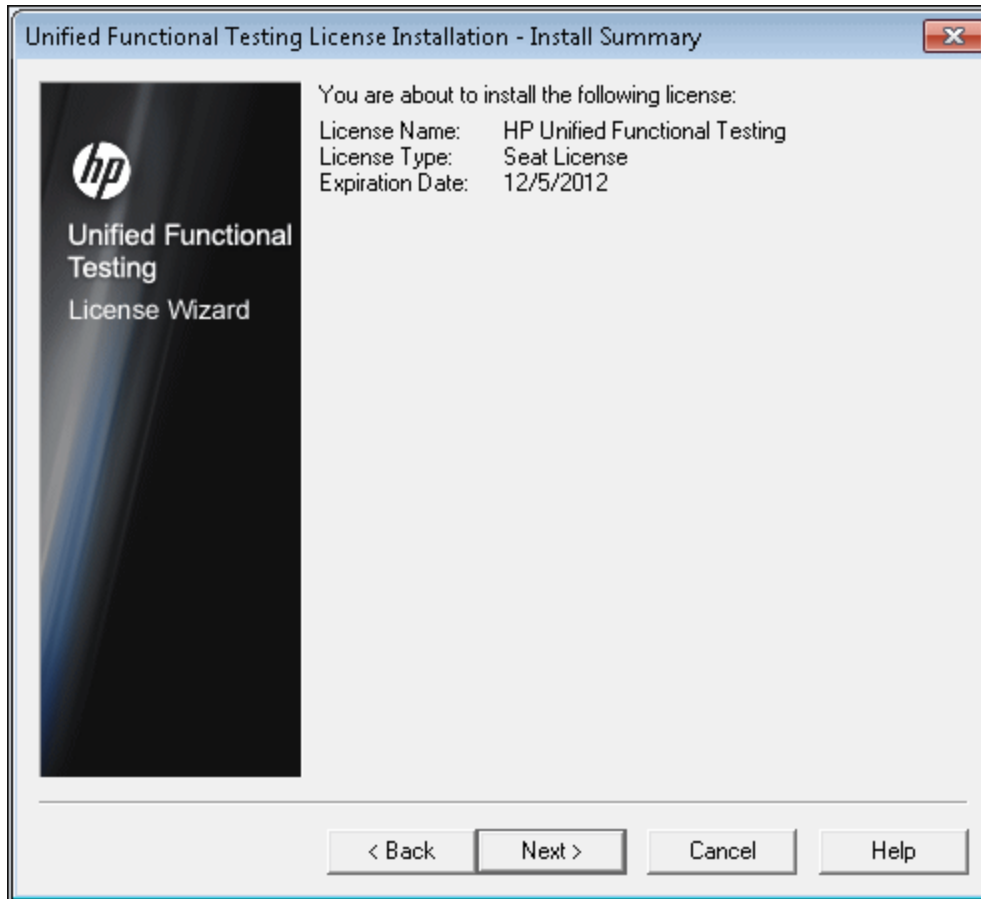 Unified Functional Testing License Installation - Install Summary
hp
Unified Functional
Testing
License Wizard
You are about to install the following license:
License Name: HP Unified Functional Testing
License Type: Seat License
Expiration Date: 12/5/2012
< Back Next > Cancel Help